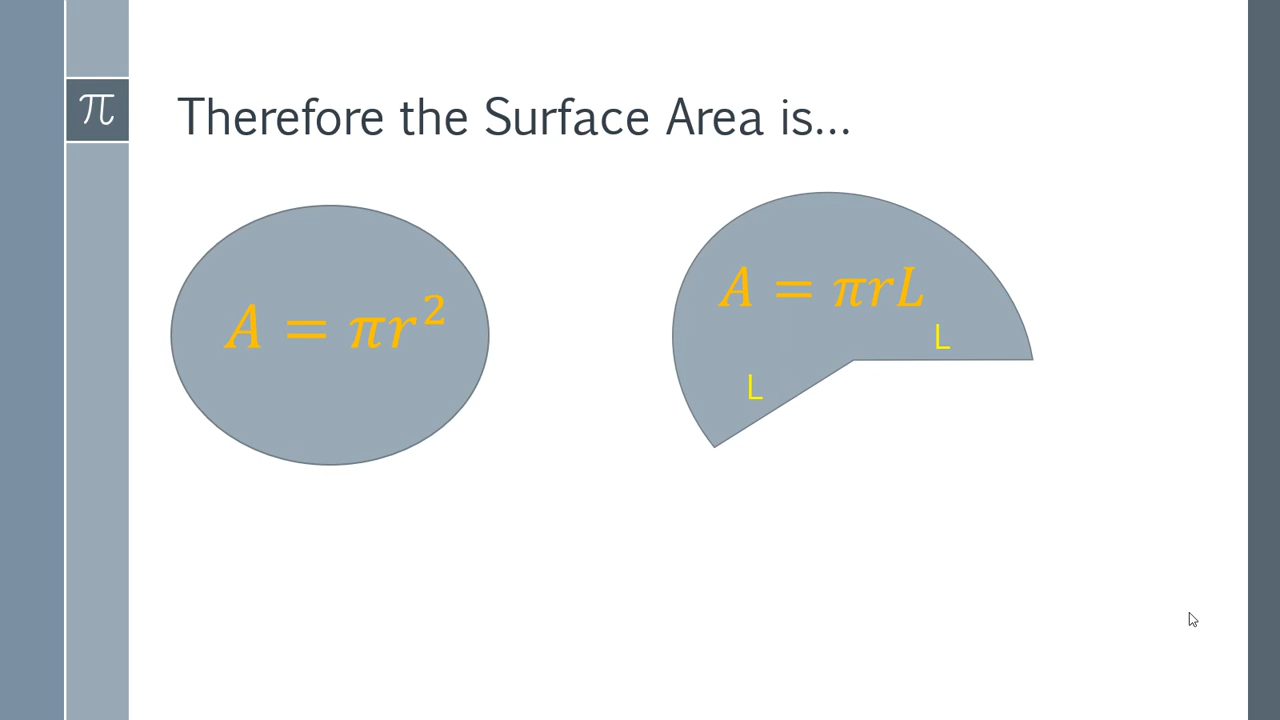 π
Therefore the Surface Area is...
A = πr²
A = πrL
L
L